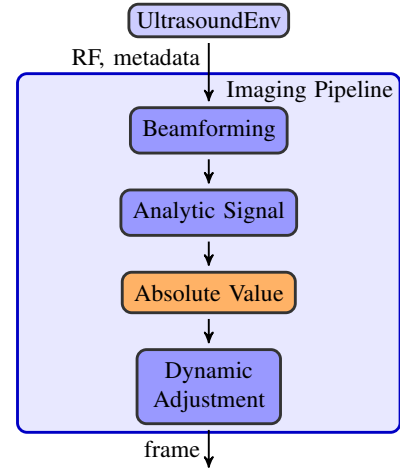 UltrasoundEnv
RF, metadata
Imaging Pipeline
Beamforming
Analytic Signal
Absolute Value
Dynamic
Adjustment
frame